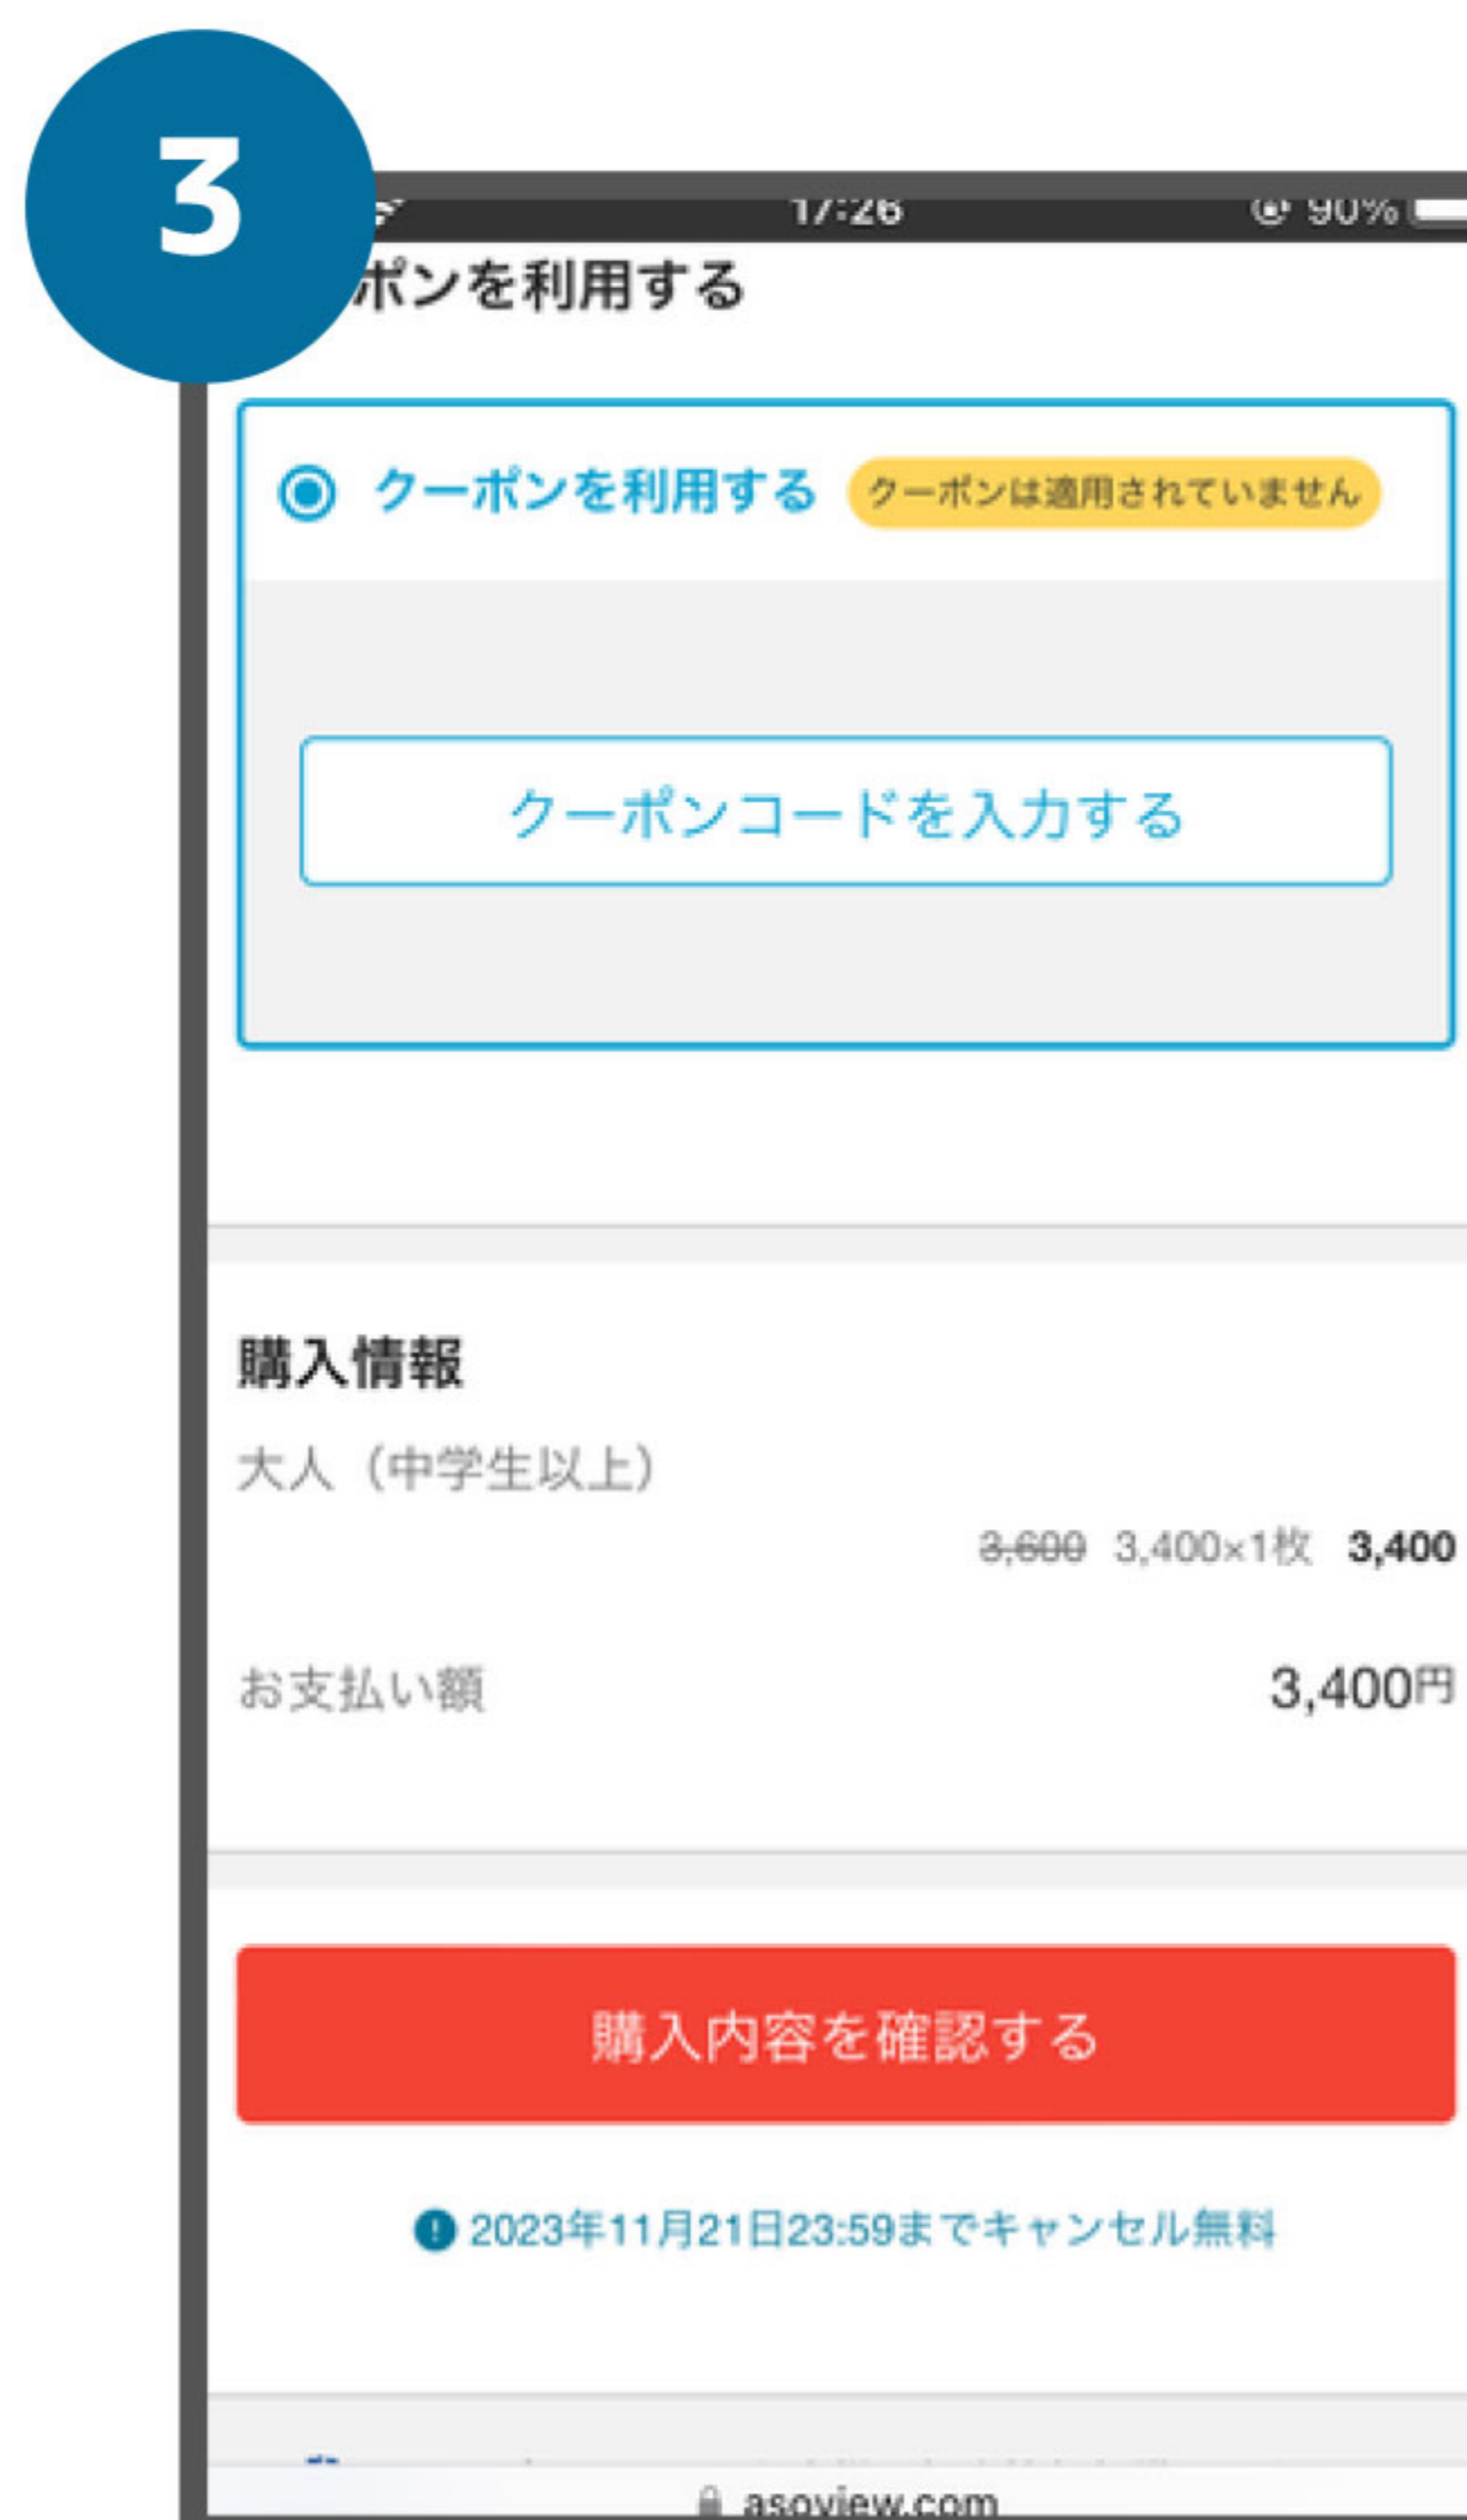 3
17:26 90%
ポンを利用する
クーポンを利用する クーポンは適用されていません
クーポンコードを入力する
購入情報
大人（中学生以上）
3,600 3,400×1枚 3,400
お支払い額 3,400円
購入内容を確認する
2023年11月21日23:59までキャンセル無料
asoview.com